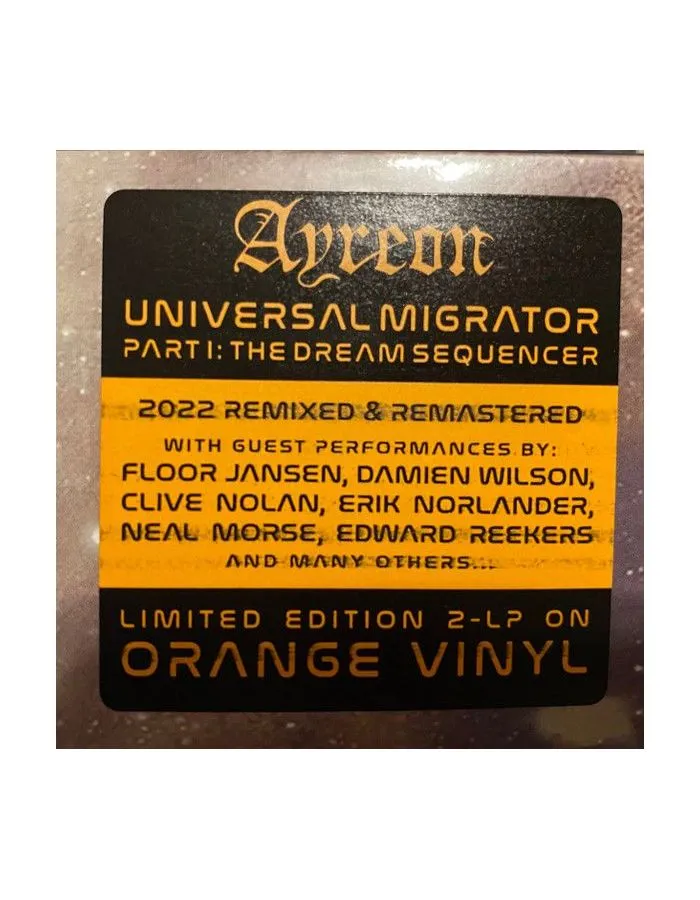 Ayreon
UNIVERSAL MIGRATOR
PART I: THE DREAM SEQUENCER
2022 REMIXED & REMASTERED
WITH GUEST PERFORMANCES BY:
FLOOR JANSEN, DAMIEN WILSON,
CLIVE NOLAN, ERIK NORLANDER,
NEAL MORSE, EDWARD REEKERS
AND MANY OTHERS...
LIMITED EDITION 2-LP ON
ORANGE VINYL